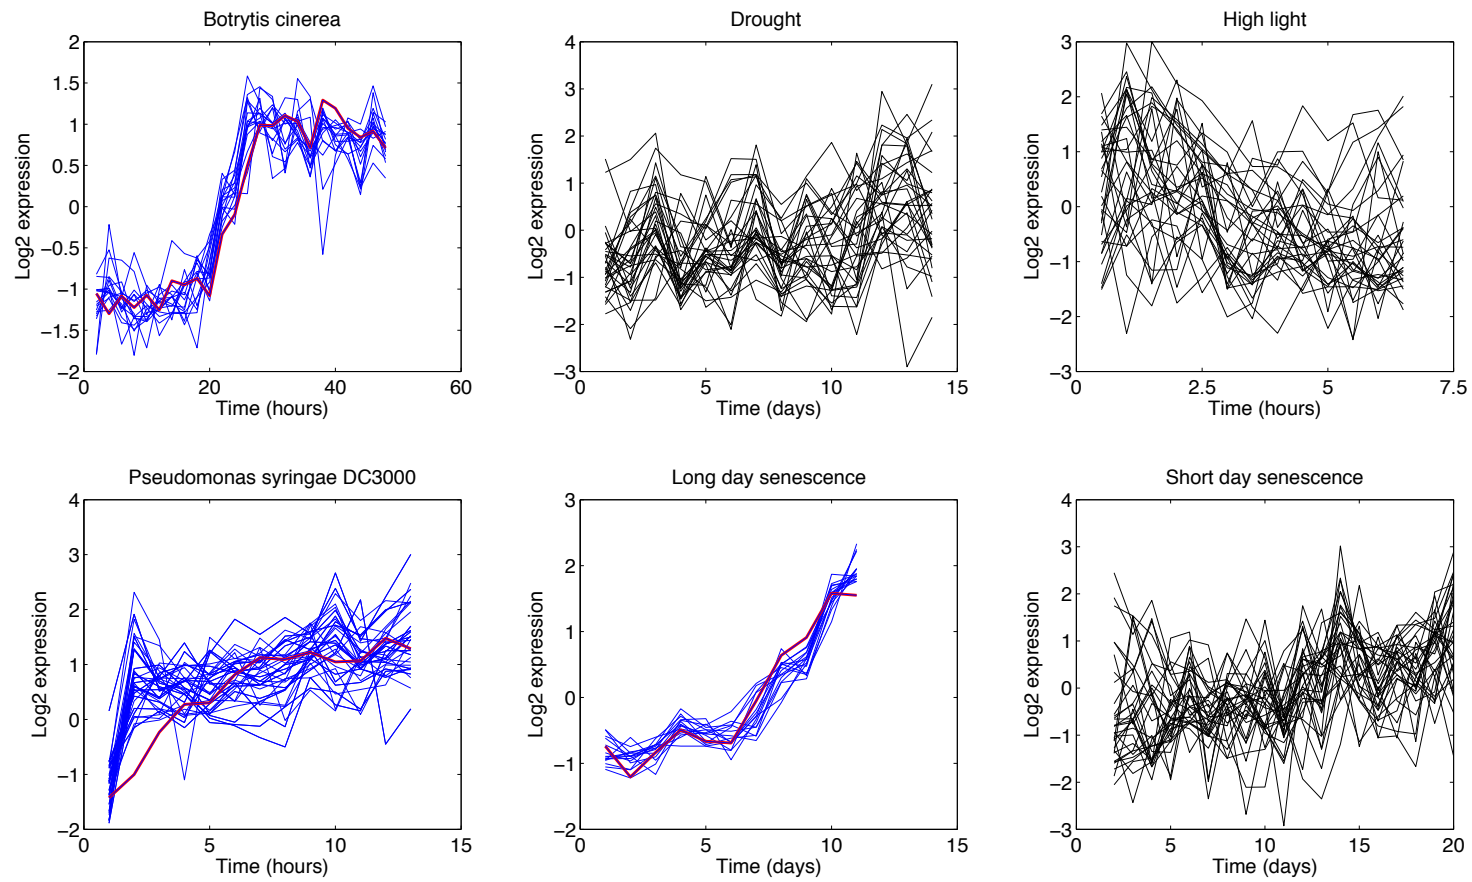 Botrytis cinerea
2
1.5
1
0.5
0
−0.5
−1
−1.5
−2
Log2 expression
0 20 40 60
Time (hours)
Drought
4
3
2
1
0
−1
−2
−3
Log2 expression
0 5 10 15
Time (days)
High light
3
2
1
0
−1
−2
−3
Log2 expression
0 2.5 5 7.5
Time (hours)
Pseudomonas syringae DC3000
4
3
2
1
0
−1
−2
Log2 expression
0 5 10 15
Time (hours)
Long day senescence
3
2
1
0
−1
−2
Log2 expression
0 5 10 15
Time (days)
Short day senescence
4
3
2
1
0
−1
−2
−3
Log2 expression
0 5 10 15 20
Time (days)